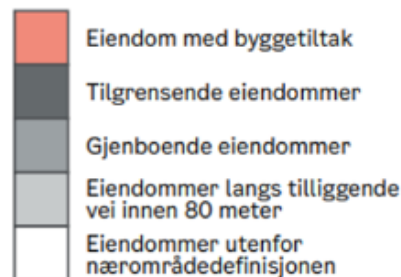 Eiendom med byggetiltak
Tilgrensende eiendommer
Gjenboende eiendommer
Eiendommer langs tilliggende
vei innen 80 meter
Eiendommer utenfor
nærområdedefinisjonen